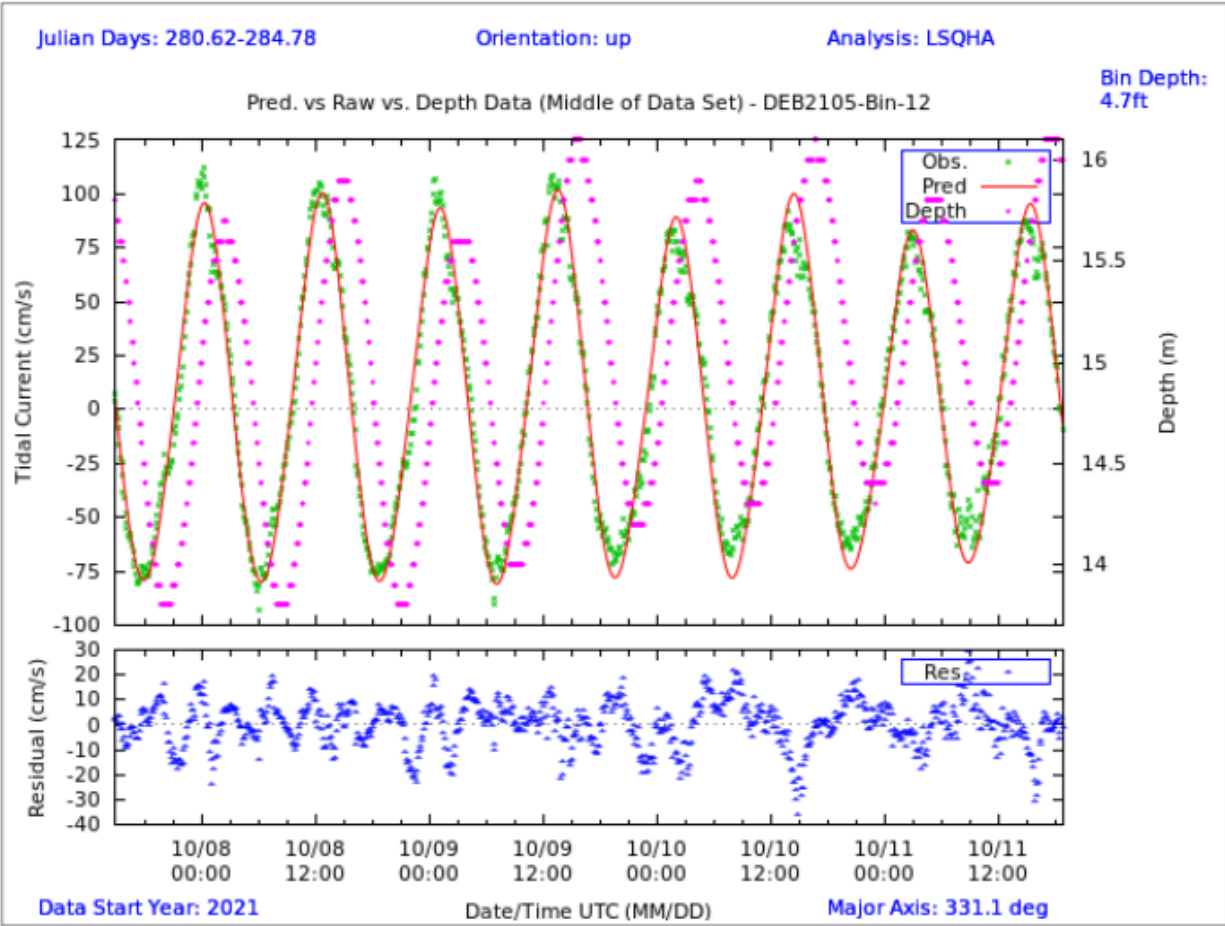 Julian Days: 280.62-284.78 Orientation: up Analysis: LSQHA
Bin Depth:
4.7ft
Pred. vs Raw vs. Depth Data (Middle of Data Set) - DEB2105-Bin-12
Tidal Current (cm/s)
125
100
75
50
25
0
-25
-50
-75
-100
Obs.
Pred
Depth
16
15.5
15
14.5
14
Depth (m)
Residual (cm/s)
30
20
10
0
-10
-20
-30
-40
Res.
10/08 10/08 10/09 10/09 10/10 10/10 10/11 10/11
00:00 12:00 00:00 12:00 00:00 12:00 00:00 12:00
Data Start Year: 2021 Date/Time UTC (MM/DD) Major Axis: 331.1 deg